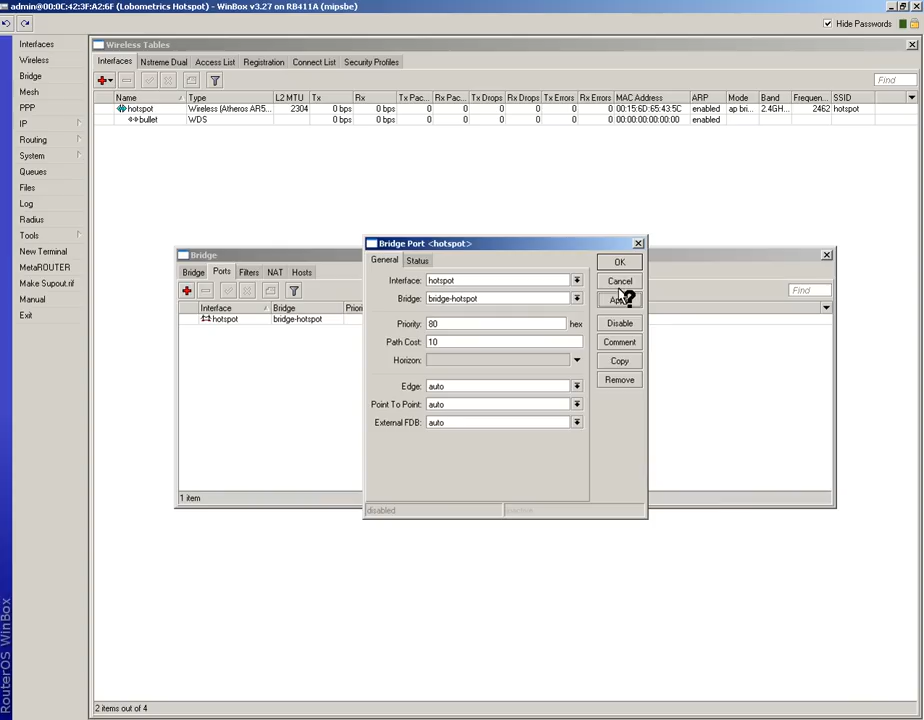 admin@00:0C:42:3F:A2:6F (Lobometrics Hotspot) - WinBox v3.27 on RB411A (mipsbe)
Hide Passwords
Interfaces
Wireless
Bridge
Mesh
PPP
IP
Routing
System
Queues
Files
Log
Radius
Tools
New Terminal
MetaROUTER
Make Supout.rif
Manual
Exit
RouterOS WinBox
Wireless Tables
Interfaces Nstreme Dual Access List Registration Connect List Security Profiles
Find
Name Type L2 MTU Tx Rx Tx Pac... Rx Pac... Tx Drops Rx Drops Tx Errors Rx Errors MAC Address ARP Mode Band Frequen... SSID
hotspot Wireless (Atheros AR5... 2304 0 bps 0 bps 0 0 0 0 0 0 00:15:6D:65:43:5C enabled ap bri... 2.4GH... 2462 hotspot
bullet WDS 0 bps 0 bps 0 0 0 0 0 0 00:00:00:00:00:00 enabled
Bridge
Bridge Ports Filters NAT Hosts
Find
Interface Bridge Priori
hotspot bridge-hotspot
1 item
Bridge Port <hotspot>
General Status
Interface: hotspot
Bridge: bridge-hotspot
Priority: 80 hex
Path Cost: 10
Horizon:
Edge: auto
Point To Point: auto
External FDB: auto
OK
Cancel
Disable
Comment
Copy
Remove
disabled
inactive
2 items out of 4